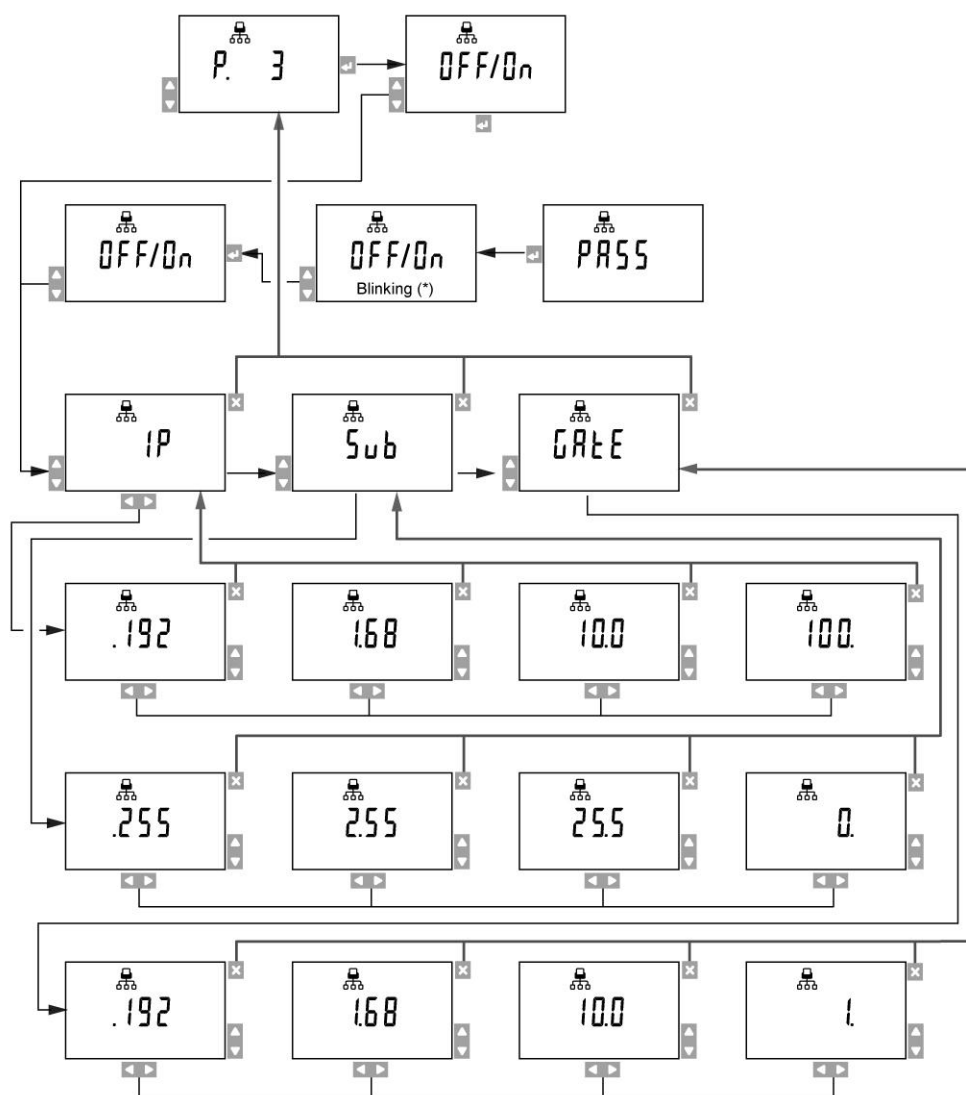 P. 3
OFF/On
OFF/On
OFF/On
Blinking (*)
PASS
IP
Sub
GAtE
.192
1.68
10.0
100.
.255
2.55
25.5
0.
.192
1.68
10.0
1.